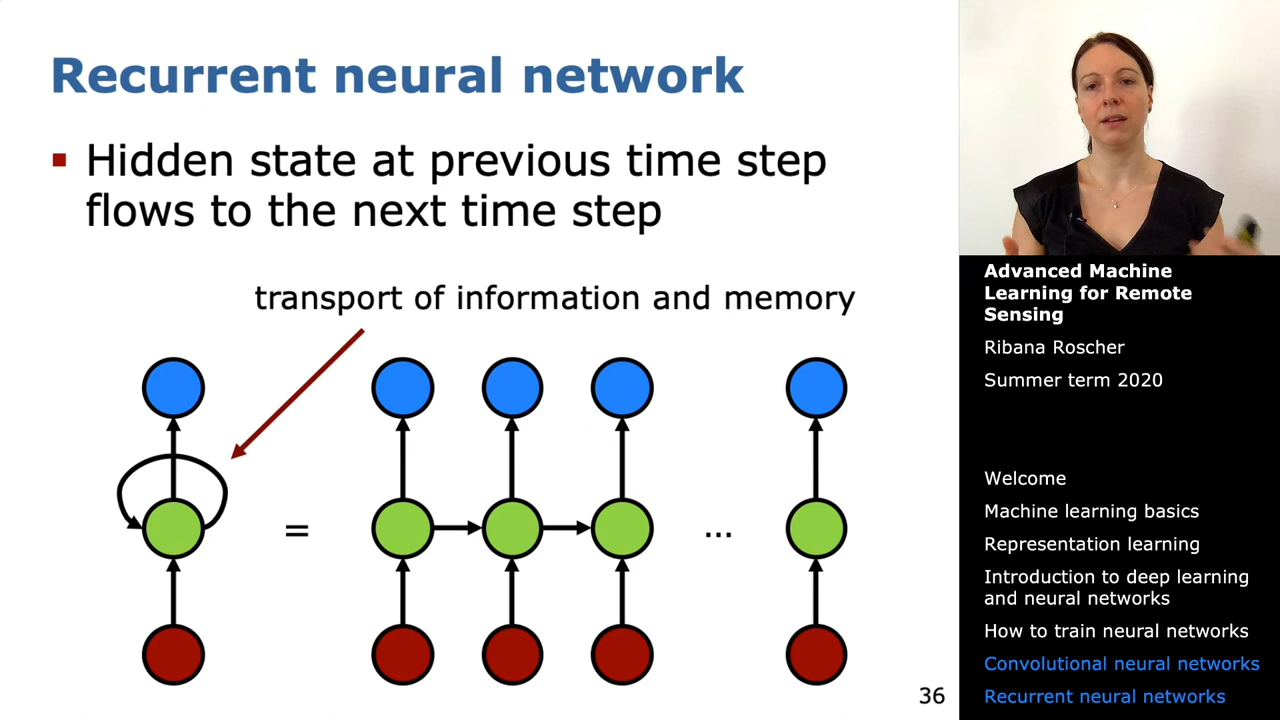 Recurrent neural network
Hidden state at previous time step
flows to the next time step
transport of information and memory
=
...
36
Advanced Machine
Learning for Remote
Sensing
Ribana Roscher
Summer term 2020
Welcome
Machine learning basics
Representation learning
Introduction to deep learning
and neural networks
How to train neural networks
Convolutional neural networks
Recurrent neural networks